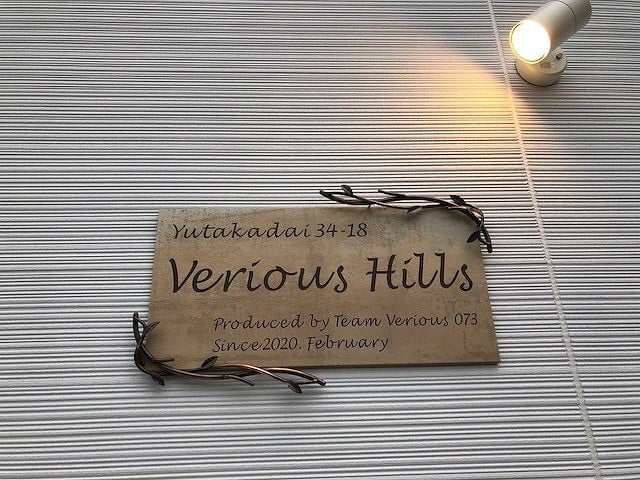 Yutakadai 34-18
Verious Hills
Produced by Team Verious 073
Since2020. February